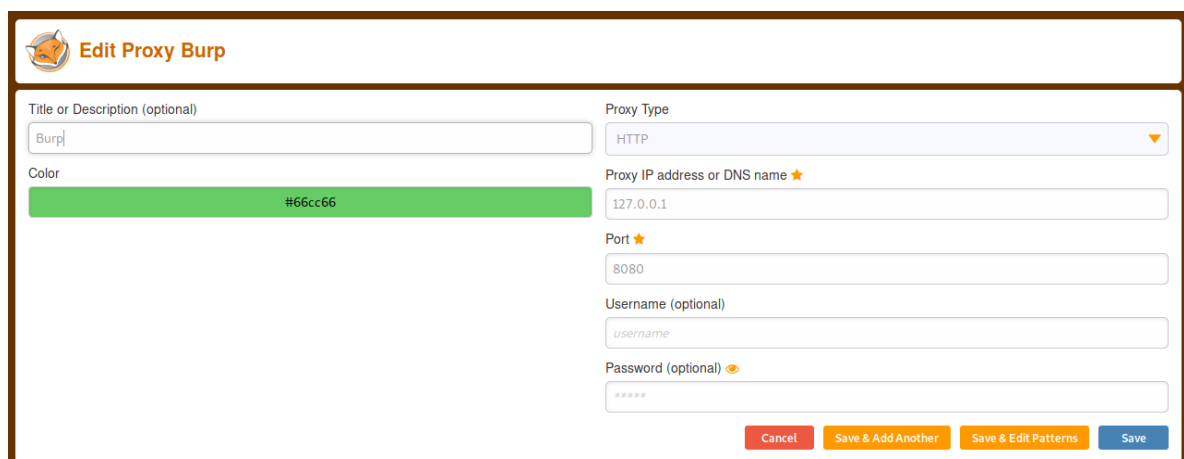 Edit Proxy Burp
Title or Description (optional)
Burp
Color
#66cc66
Proxy Type
HTTP
Proxy IP address or DNS name
127.0.0.1
Port
8080
Username (optional)
username
Password (optional)
*****
Cancel
Save & Add Another
Save & Edit Patterns
Save